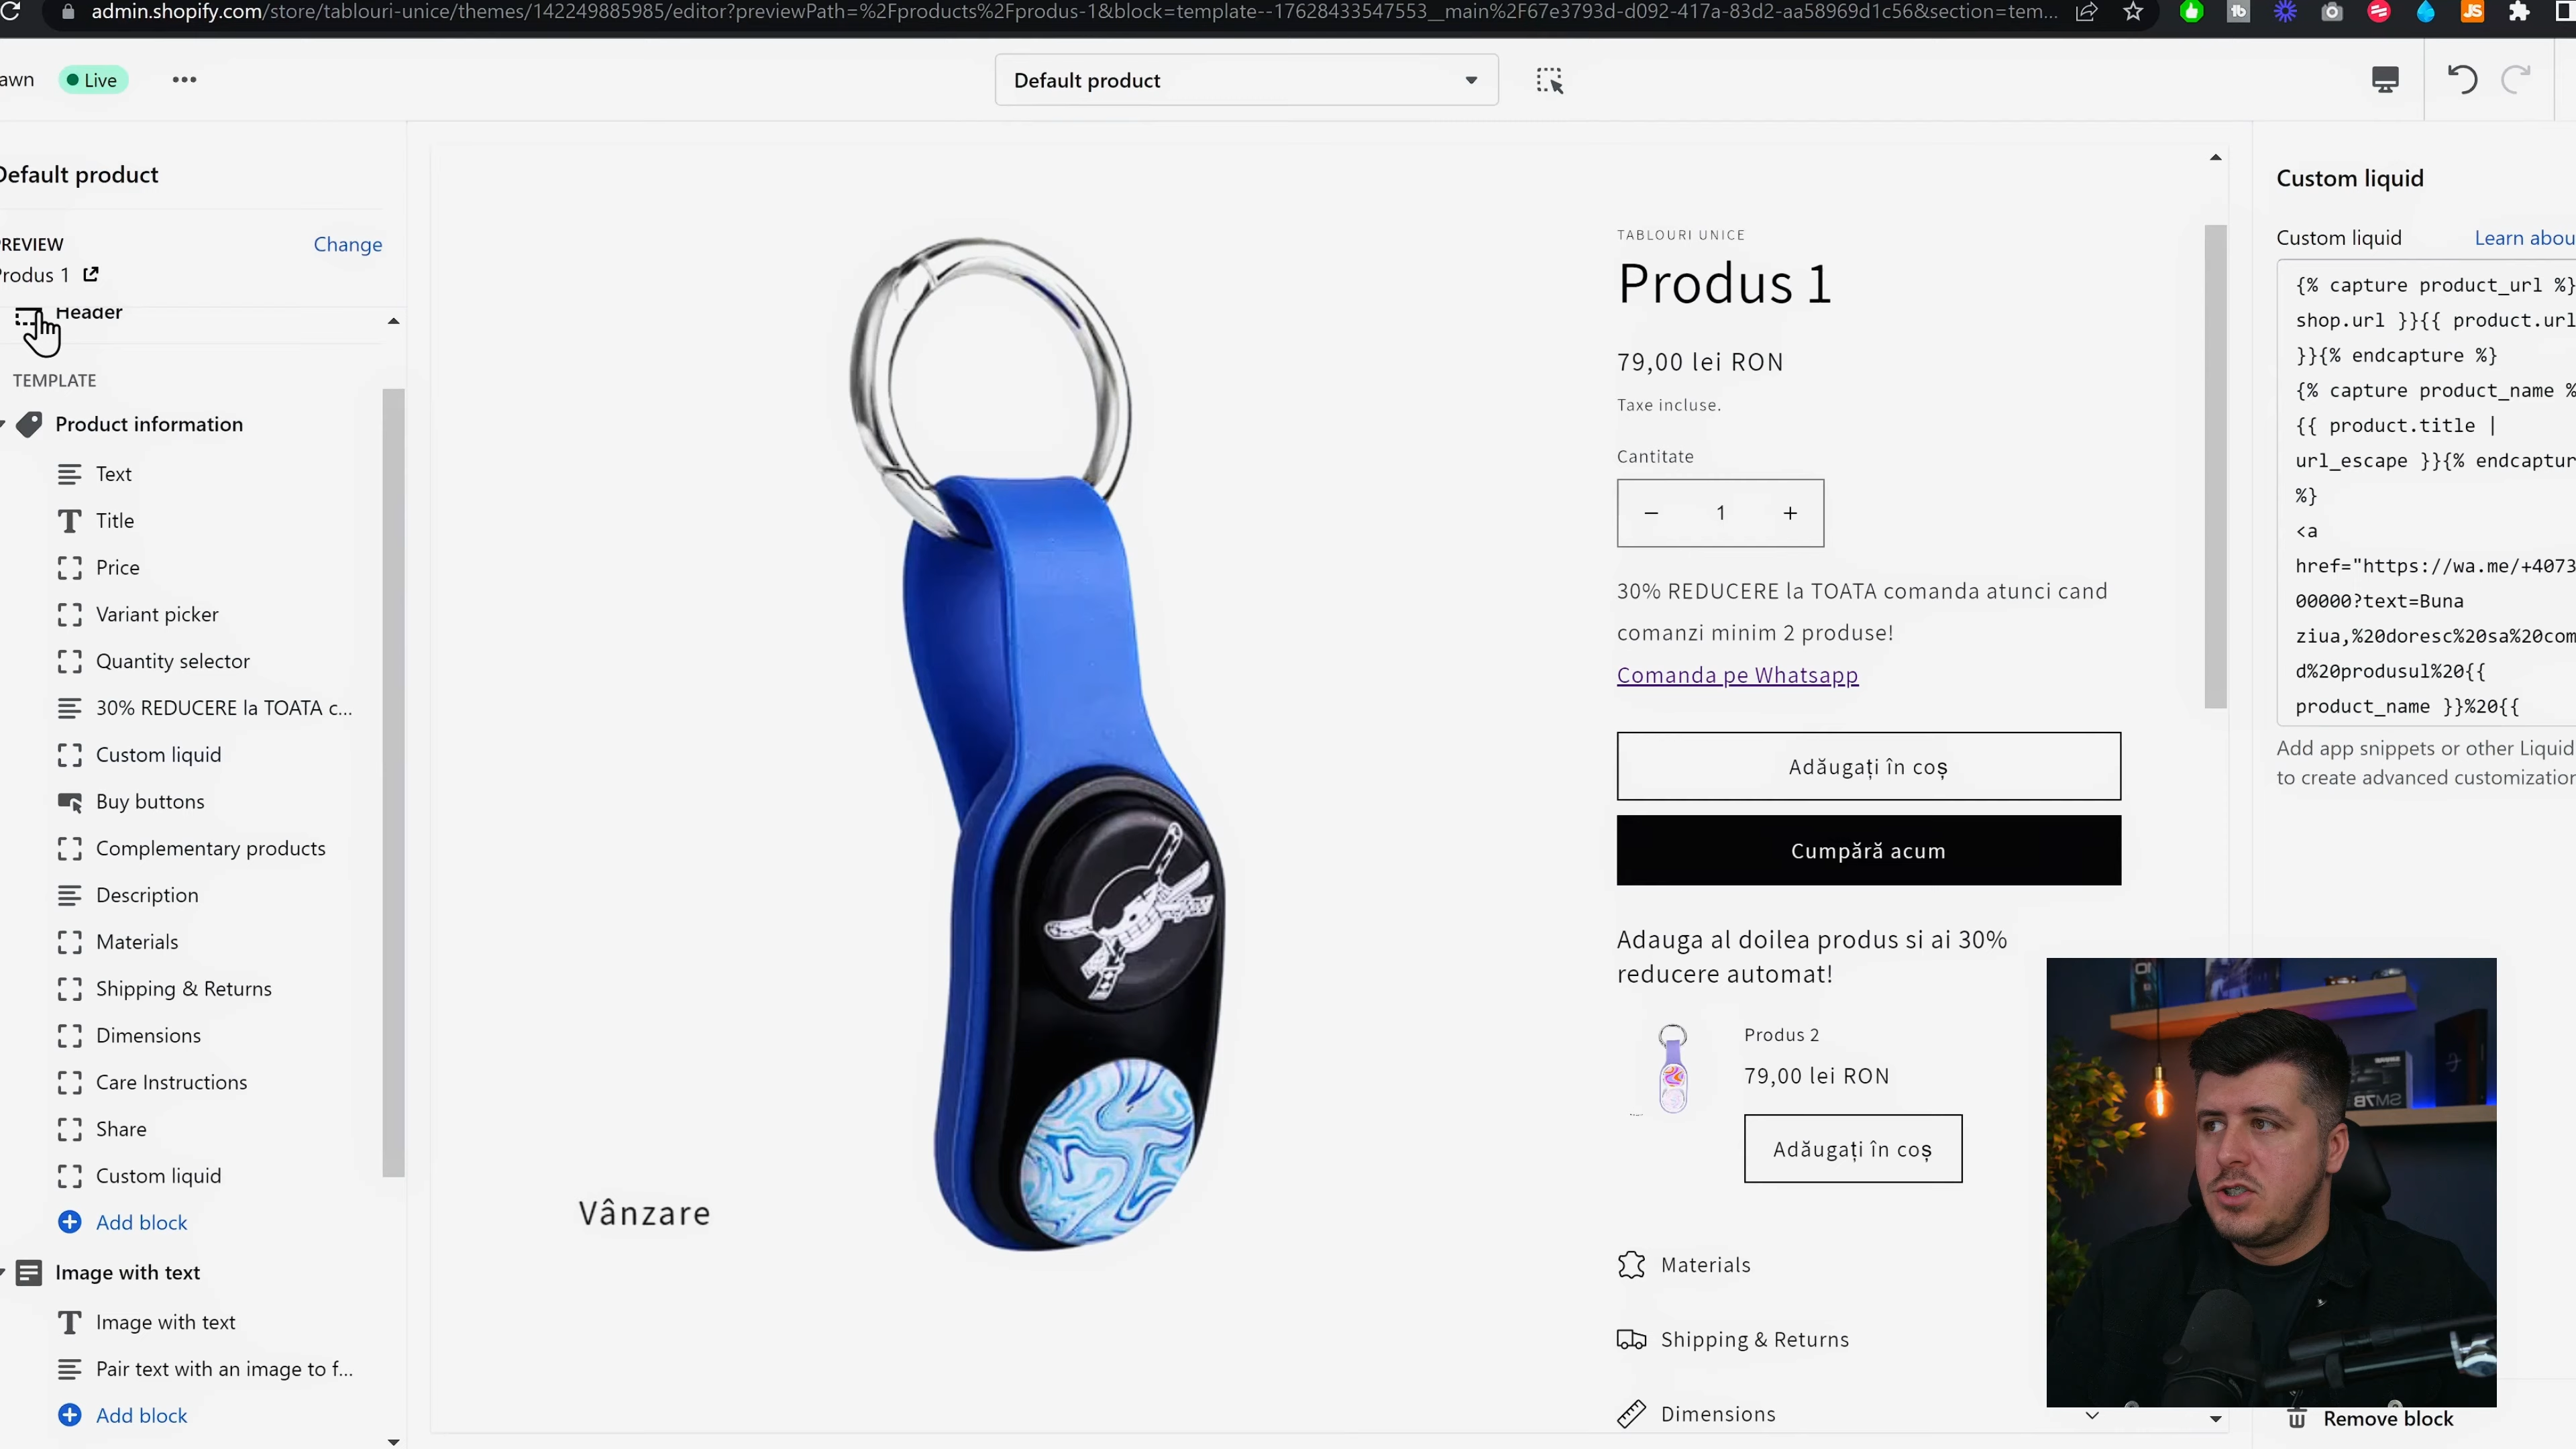 admin.shopify.com/store/tablouri-unice/themes/142249885985/editor?previewPath=%2Fproducts%2Fprodus-1&block=template--17628433547553__main%2F67e3793d-d092-417a-83d2-aa58969d1c56&section=tem...
awn
Live
Default product
Default product
PREVIEW
Change
Produs 1
Header
TEMPLATE
Product information
Text
Title
Price
Variant picker
Quantity selector
30% REDUCERE la TOATA c...
Custom liquid
Buy buttons
Complementary products
Description
Materials
Shipping & Returns
Dimensions
Care Instructions
Share
Custom liquid
Add block
Image with text
Image with text
Pair text with an image to f...
Add block
Vânzare
TABLOURI UNICE
Produs 1
79,00 lei RON
Taxe incluse.
Cantitate
− 1 +
30% REDUCERE la TOATA comanda atunci cand
comanzi minim 2 produse!
Comanda pe Whatsapp
Adăugați în coș
Cumpără acum
Adauga al doilea produs si ai 30%
reducere automat!
Produs 2
79,00 lei RON
Adăugați în coș
Materials
Shipping & Returns
Dimensions
Custom liquid
Custom liquid
Learn abou
{% capture product_url %}
shop.url }}{{ product.url
}}{% endcapture %}
{% capture product_name %
{{ product.title |
url_escape }}{% endcaptur
%}
<a
href="https://wa.me/+4073
00000?text=Buna
ziua,%20doresc%20sa%20com
d%20produsul%20{{
product_name }}%20{{
Add app snippets or other Liquid
to create advanced customization
SM7B
Remove block